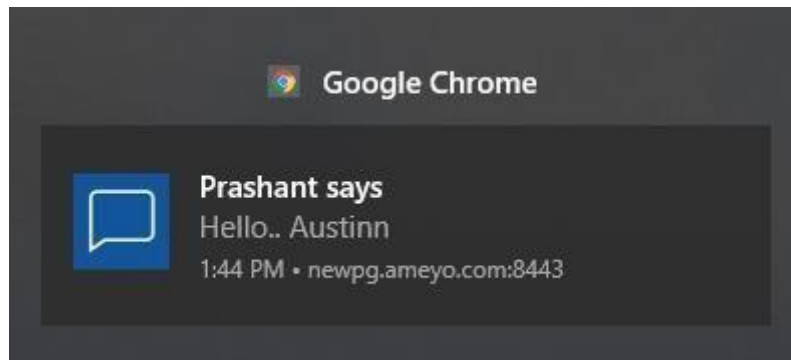 Google Chrome
Prashant says
Hello.. Austinn
1:44 PM • newpg.ameyo.com:8443